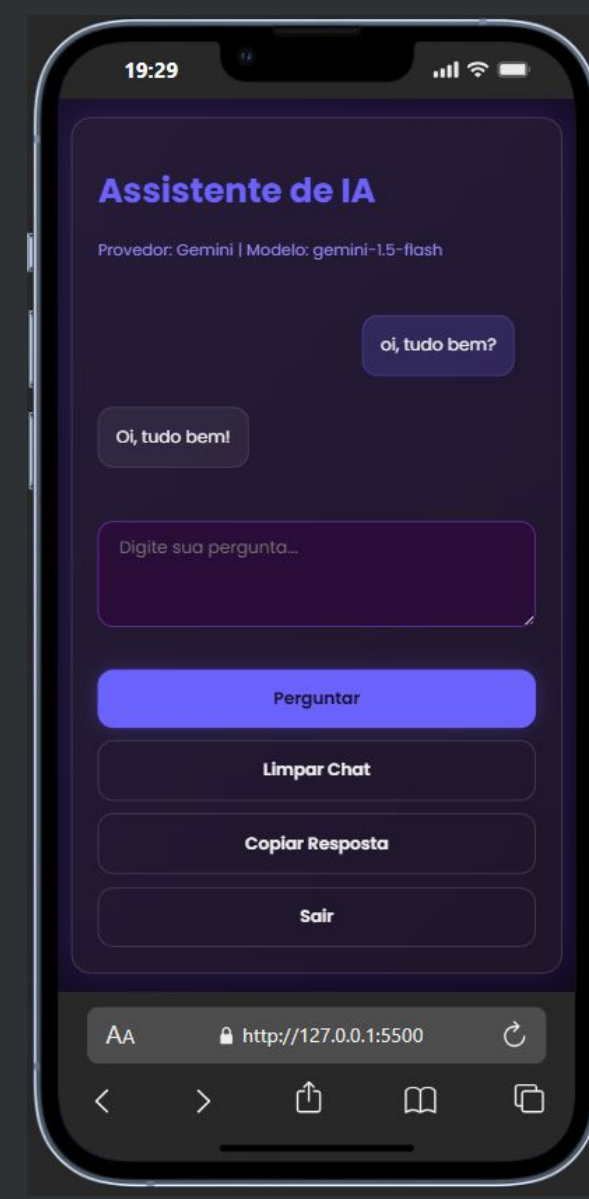 19:29
Assistente de IA
Provedor: Gemini | Modelo: gemini-1.5-flash
oi, tudo bem?
Oi, tudo bem!
Digite sua pergunta...
Perguntar
Limpar Chat
Copiar Resposta
Sair
AA http://127.0.0.1:5500